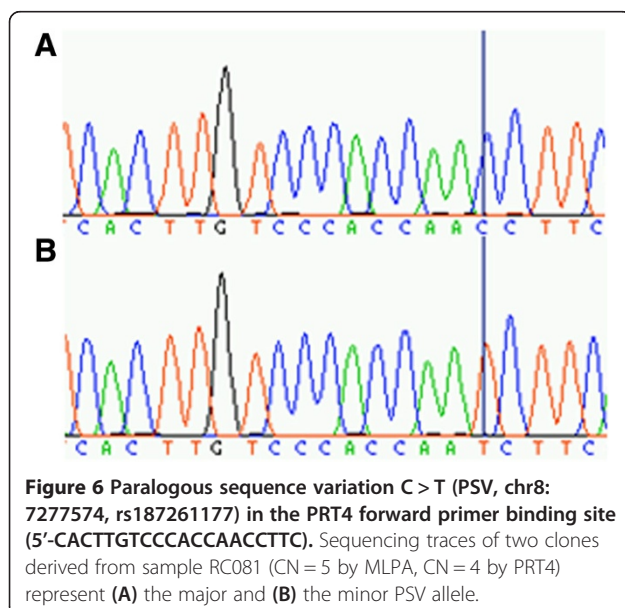 A
C A C T T G T C C C A C C A A C C T T C
B
C A C T T G T C C C A C C A A T C T T C
Figure 6 Paralogous sequence variation C > T (PSV, chr8:
7277574, rs187261177) in the PRT4 forward primer binding site
(5'-CACTTGTCCCACCAACCTTC). Sequencing traces of two clones
derived from sample RC081 (CN = 5 by MLPA, CN = 4 by PRT4)
represent (A) the major and (B) the minor PSV allele.